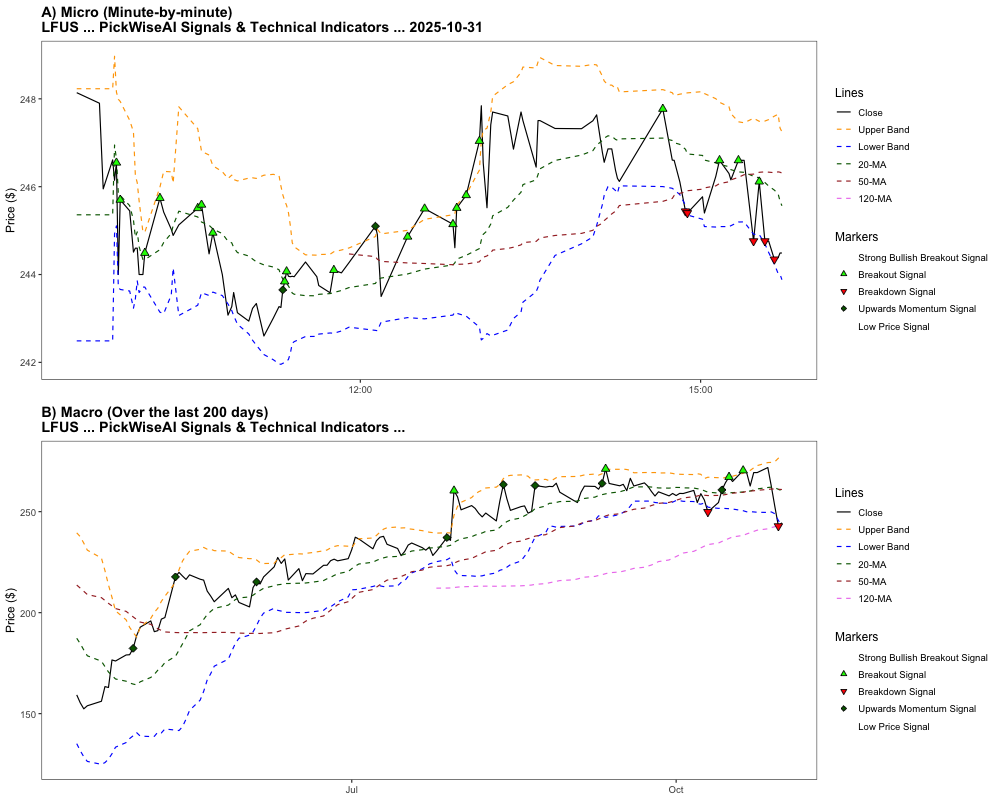 A) Micro (Minute-by-minute)
LFUS ... PickWiseAI Signals & Technical Indicators ... 2025-10-31
Price ($)
248
246
244
242
12:00
15:00
Lines
Close
Upper Band
Lower Band
20-MA
50-MA
120-MA
Markers
Strong Bullish Breakout Signal
Breakout Signal
Breakdown Signal
Upwards Momentum Signal
Low Price Signal
B) Macro (Over the last 200 days)
LFUS ... PickWiseAI Signals & Technical Indicators ...
Price ($)
250
200
150
Jul
Oct
Lines
Close
Upper Band
Lower Band
20-MA
50-MA
120-MA
Markers
Strong Bullish Breakout Signal
Breakout Signal
Breakdown Signal
Upwards Momentum Signal
Low Price Signal